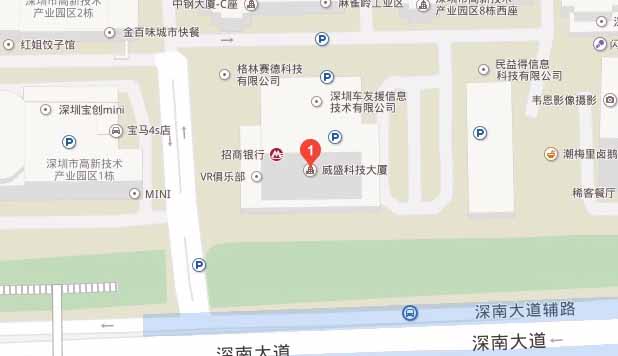 深圳市高新技术
产业园区2栋
中钢大厦-C座
麻雀岭工业区
深圳市高新技术
产业园区8栋西座
金百味城市快餐
红姐饺子馆
P
格林赛德科技
有限公司
P
民益得信息
科技有限公司
深圳车友援信息
技术有限公司
韦恩影像摄影
深圳宝创mini
宝马4s店
P
P
P
深圳市高新技术
产业园区1栋
招商银行
1
潮梅里卤鹅
VR俱乐部
威盛科技大厦
MINI
稀客餐厅
P
深南大道辅路
深南大道
深南大道